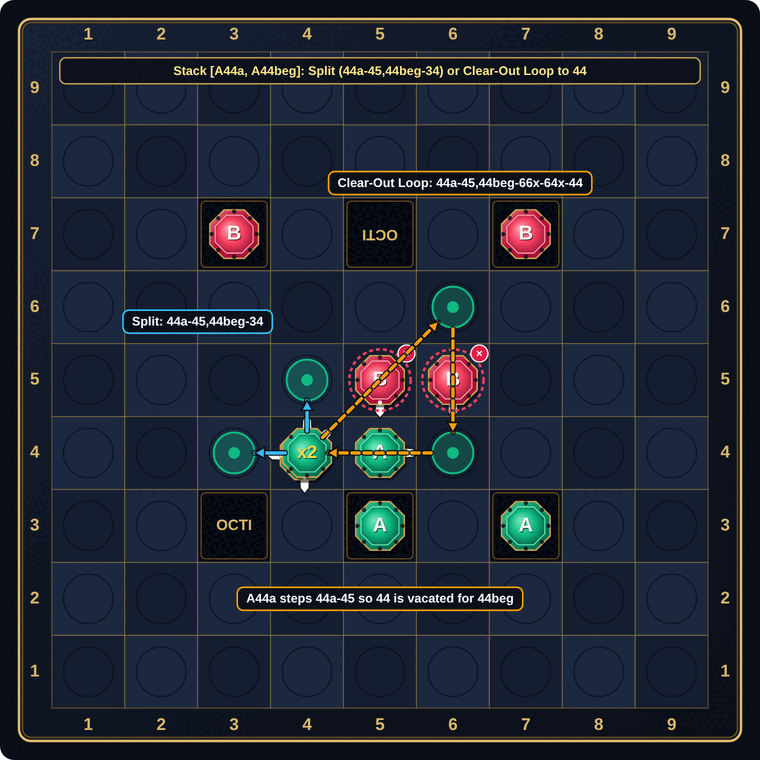 1 2 3 4 5 6 7 8 9
Stack [A44a, A44beg]: Split (44a-45,44beg-34) or Clear-Out Loop to 44
9 9
8 8
Clear-Out Loop: 44a-45,44beg-66x-64x-44
7 B OCTI B 7
6 6
Split: 44a-45,44beg-34
×
5 B B 5
4 x2 A 4
3 OCTI A A 3
2 A44a steps 44a-45 so 44 is vacated for 44beg 2
1 1
1 2 3 4 5 6 7 8 9